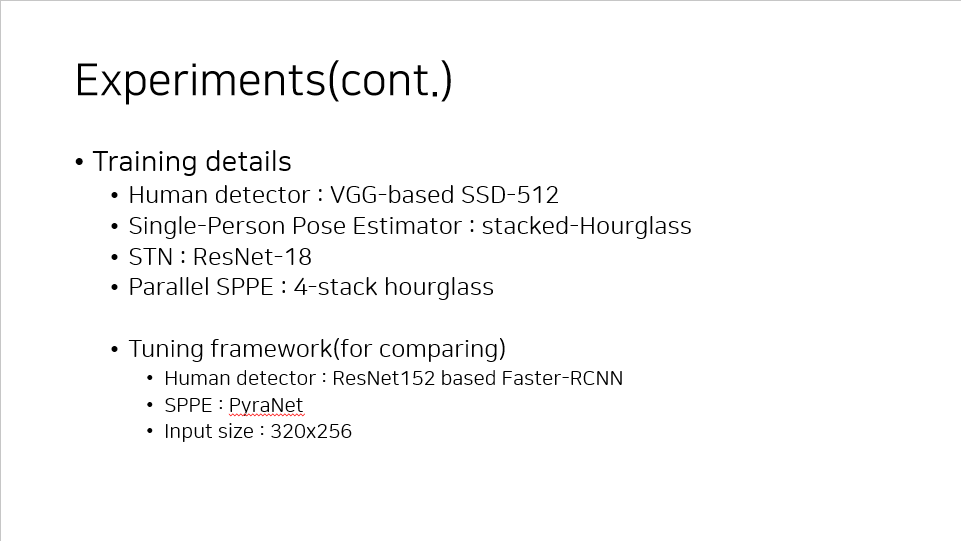 Experiments(cont.)
• Training details
• Human detector : VGG-based SSD-512
• Single-Person Pose Estimator : stacked-Hourglass
• STN : ResNet-18
• Parallel SPPE : 4-stack hourglass
• Tuning framework(for comparing)
• Human detector : ResNet152 based Faster-RCNN
• SPPE : PyraNet
• Input size : 320x256